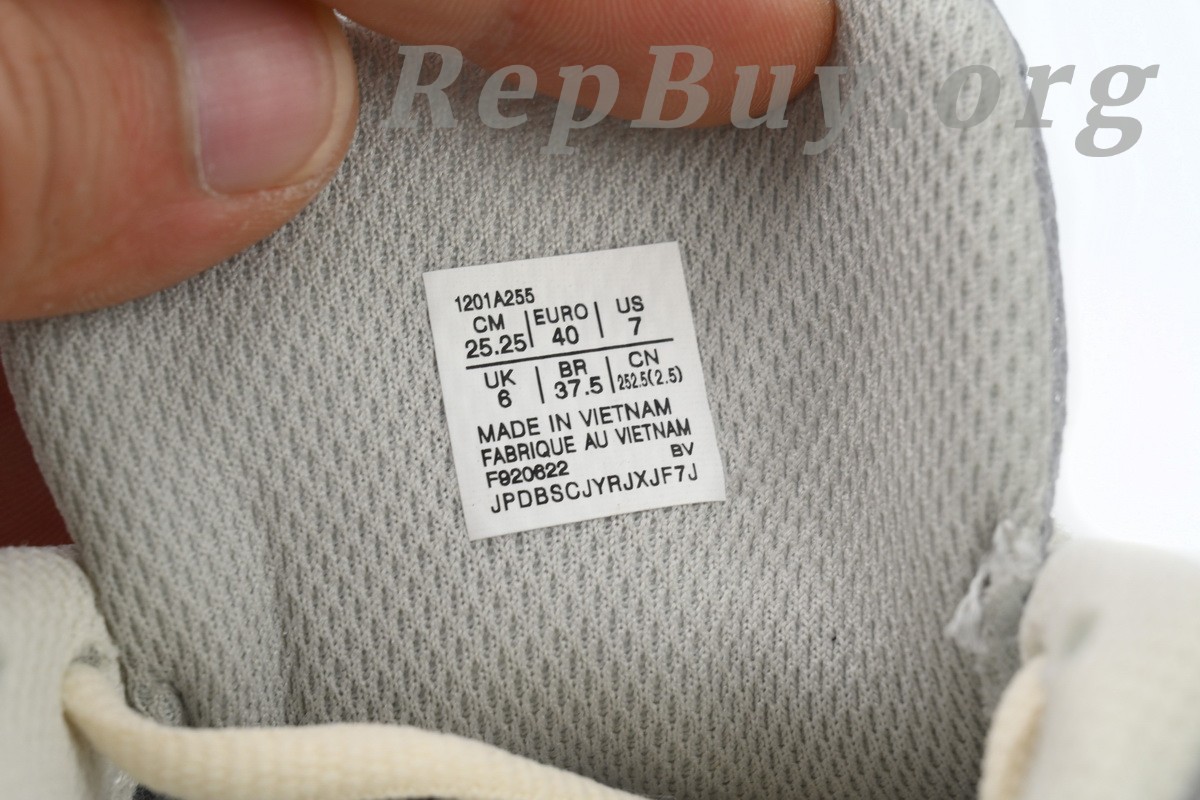 RepBuy.org
1201A255
CM EURO US
25.25 40 7
UK BR CN
6 37.5 252.5(2.5)
MADE IN VIETNAM
FABRIQUE AU VIETNAM
F920622 BV
JPDBSCJYRJXJF7J